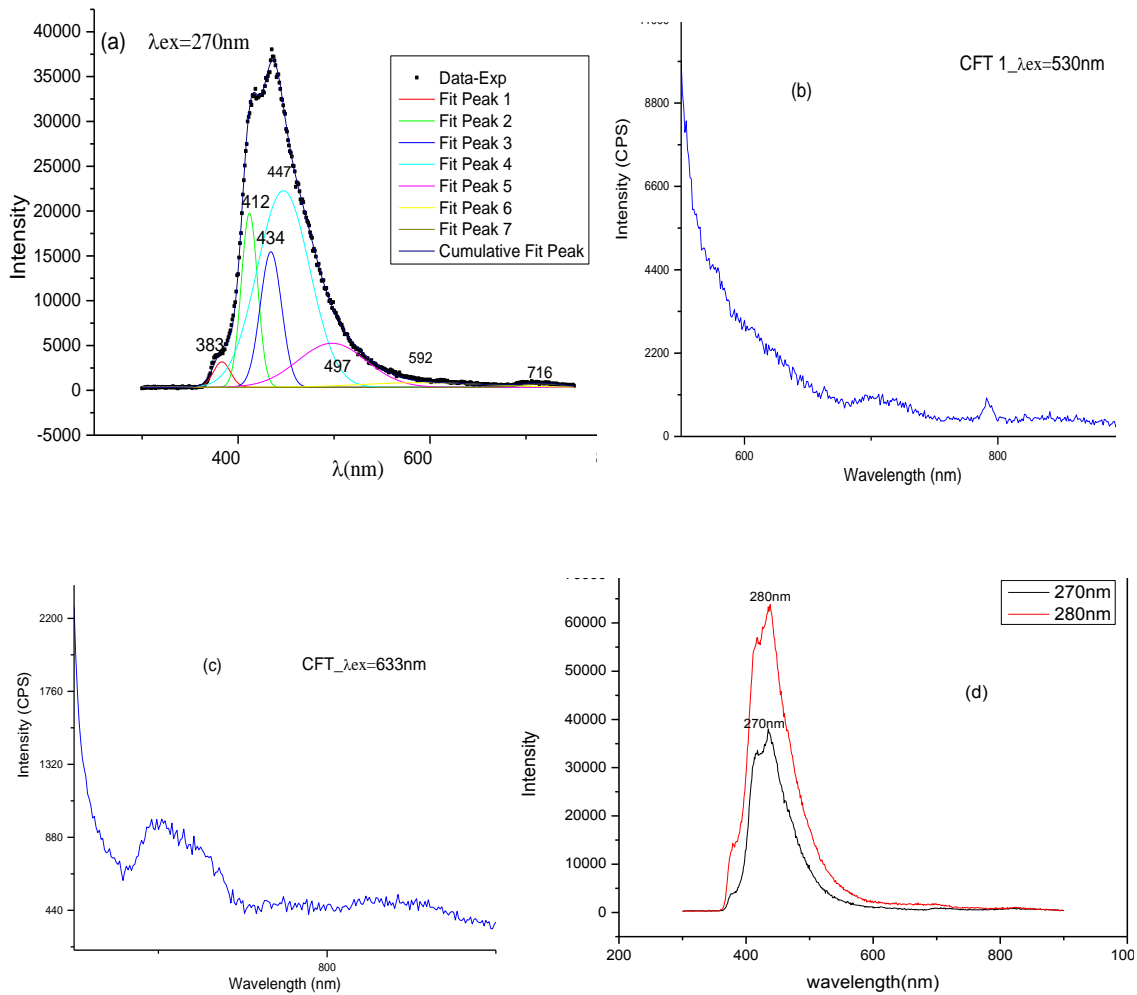 (a)
λex=270nm
40000
35000
30000
25000
20000
15000
10000
5000
0
-5000
Intensity
Data-Exp
Fit Peak 1
Fit Peak 2
Fit Peak 3
Fit Peak 4
Fit Peak 5
Fit Peak 6
Fit Peak 7
Cumulative Fit Peak
447
412
434
383
497
592
716
400
600
λ(nm)
(b)
CFT 1_λex=530nm
8800
6600
4400
2200
0
Intensity (CPS)
600
800
Wavelength (nm)
(c)
CFT_λex=633nm
2200
1760
1320
880
440
Intensity (CPS)
800
Wavelength (nm)
(d)
270nm
280nm
280nm
270nm
60000
50000
40000
30000
20000
10000
0
Intensity
200
400
600
800
100
wavelength(nm)